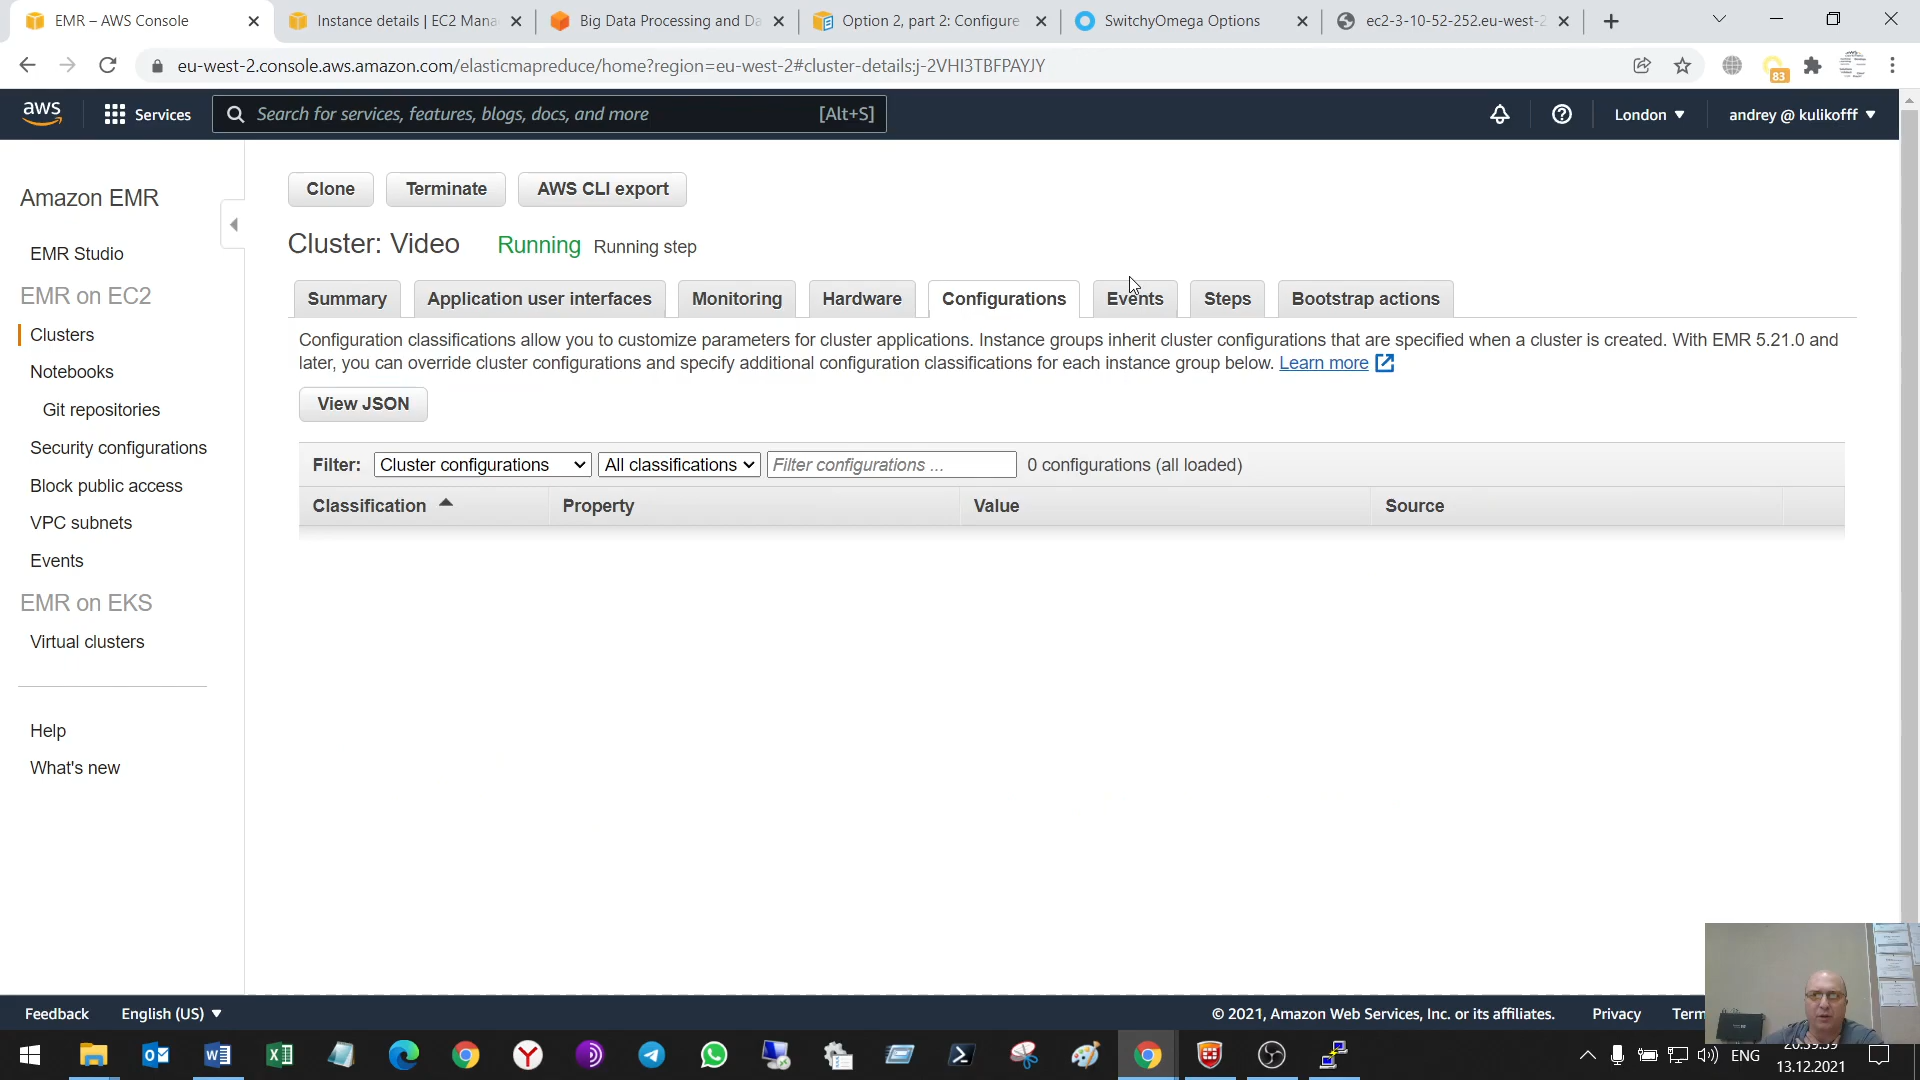 EMR – AWS Console
Instance details | EC2 Mana
Big Data Processing and Da
Option 2, part 2: Configure
SwitchyOmega Options
ec2-3-10-52-252.eu-west-2
eu-west-2.console.aws.amazon.com/elasticmapreduce/home?region=eu-west-2#cluster-details:j-2VHI3TBFPAYJY
83
aws
Services
Search for services, features, blogs, docs, and more
[Alt+S]
London
andrey @ kulikofff
Amazon EMR
EMR Studio
EMR on EC2
Clusters
Notebooks
Git repositories
Security configurations
Block public access
VPC subnets
Events
EMR on EKS
Virtual clusters
Help
What's new
Clone
Terminate
AWS CLI export
Cluster: Video Running Running step
Summary
Application user interfaces
Monitoring
Hardware
Configurations
Events
Steps
Bootstrap actions
Configuration classifications allow you to customize parameters for cluster applications. Instance groups inherit cluster configurations that are specified when a cluster is created. With EMR 5.21.0 and
later, you can override cluster configurations and specify additional configuration classifications for each instance group below. Learn more
View JSON
Filter: Cluster configurations All classifications Filter configurations ... 0 configurations (all loaded)
Classification Property Value Source
Feedback
English (US)
© 2021, Amazon Web Services, Inc. or its affiliates.
Privacy
Term
ENG
13.12.2021